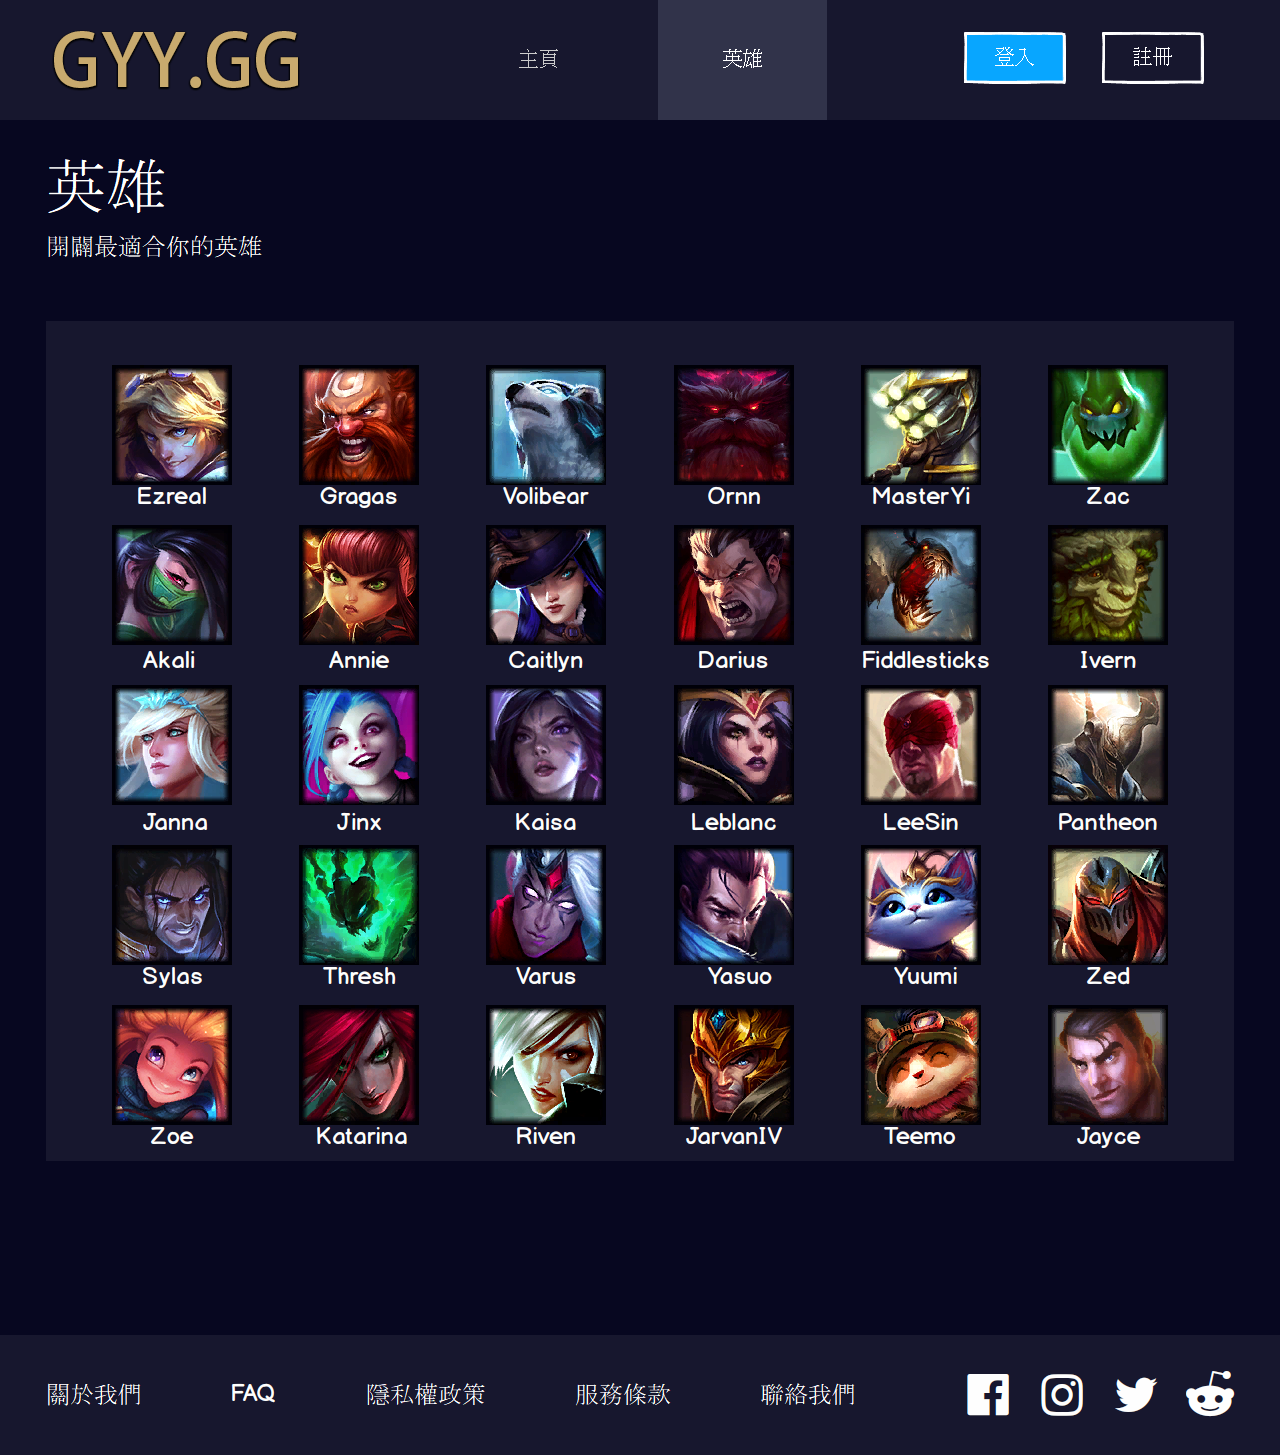 GYY.GG
主頁
英雄
登入
註冊
英雄
開闢最適合你的英雄
Ezreal Gragas Volibear Ornn MasterYi Zac
Akali Annie Caitlyn Darius Fiddlesticks Ivern
Janna Jinx Kaisa Leblanc LeeSin Pantheon
Sylas Thresh Varus Yasuo Yuumi Zed
Zoe Katarina Riven JarvanIV Teemo Jayce
關於我們 FAQ 隱私權政策 服務條款 聯絡我們